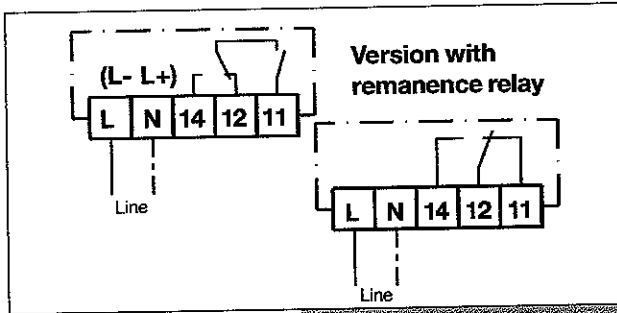 (L- L+)
L N 14 12 11
Line
Version with
remanence relay
L N 14 12 11
Line